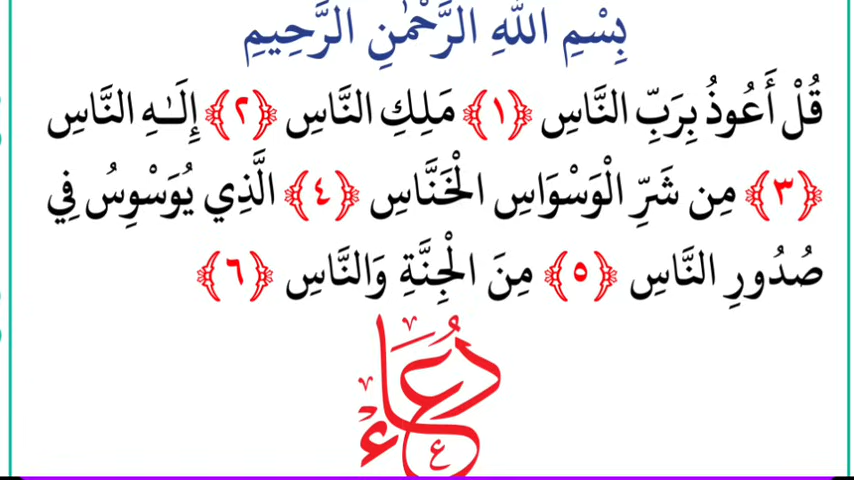 بِسْمِ اللَّهِ الرَّحْمَٰنِ الرَّحِيمِ
قُلْ أَعُوذُ بِرَبِّ النَّاسِ ﴿١﴾ مَلِكِ النَّاسِ ﴿٢﴾ إِلَـٰهِ النَّاسِ
﴿٣﴾ مِن شَرِّ الْوَسْوَاسِ الْخَنَّاسِ ﴿٤﴾ الَّذِي يُوَسْوِسُ فِي
صُدُورِ النَّاسِ ﴿٥﴾ مِنَ الْجِنَّةِ وَالنَّاسِ ﴿٦﴾
دُعَاء